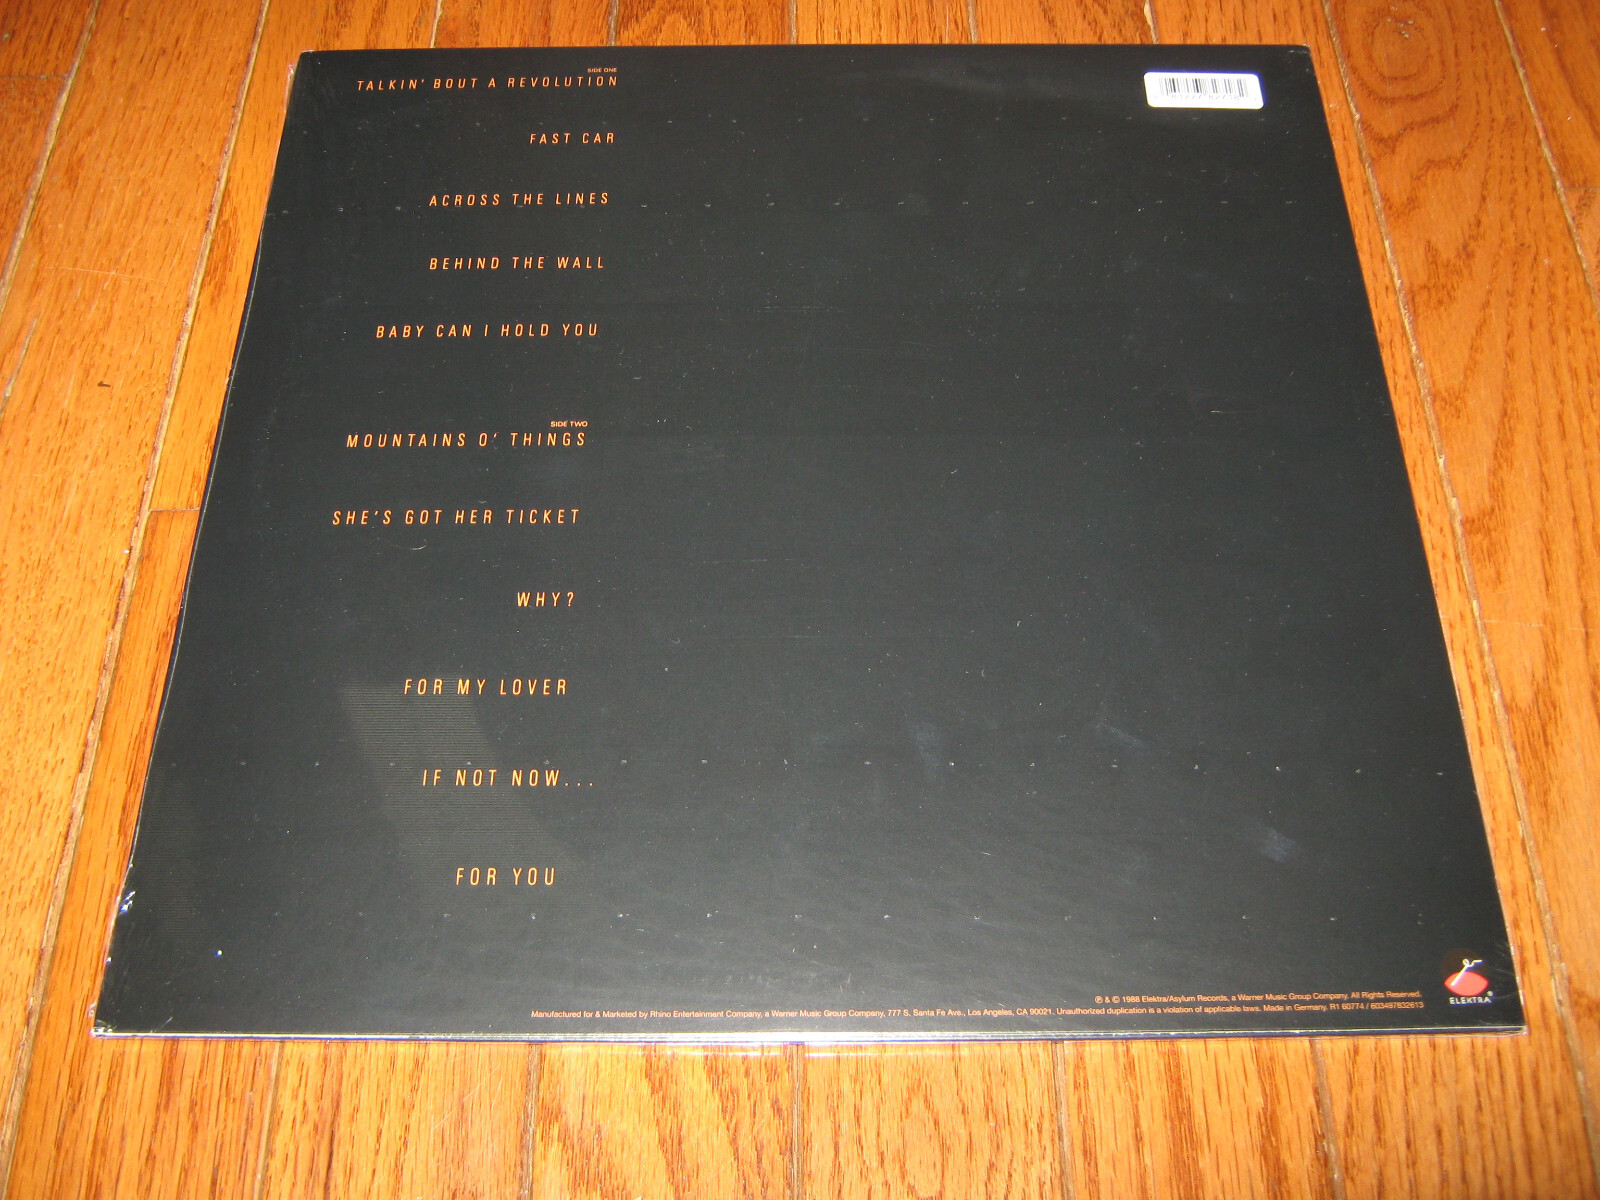 SIDE ONE
TALKIN' BOUT A REVOLUTION
FAST CAR
ACROSS THE LINES
BEHIND THE WALL
BABY CAN I HOLD YOU
SIDE TWO
MOUNTAINS O' THINGS
SHE'S GOT HER TICKET
WHY?
FOR MY LOVER
IF NOT NOW...
FOR YOU
℗ & © 1988 Elektra/Asylum Records, a Warner Music Group Company. All Rights Reserved.
Manufactured for & Marketed by Rhino Entertainment Company, a Warner Music Group Company, 777 S. Santa Fe Ave., Los Angeles, CA 90021. Unauthorized duplication is a violation of applicable laws. Made in Germany. R1 60774 / 603497832613
ELEKTRA®